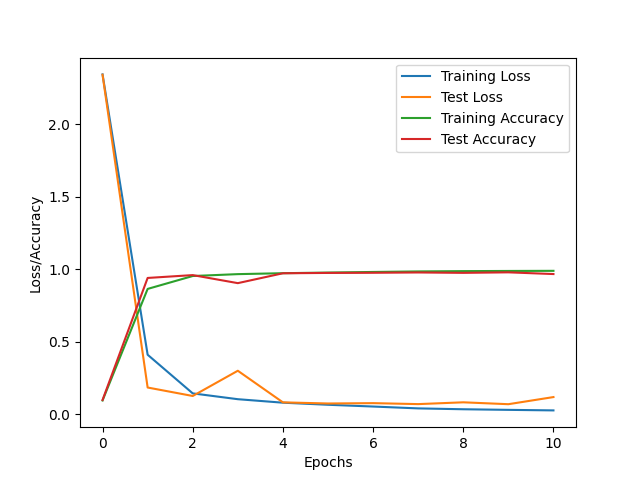 Training Loss
Test Loss
Training Accuracy
Test Accuracy
Loss/Accuracy
2.0
1.5
1.0
0.5
0.0
0 2 4 6 8 10
Epochs